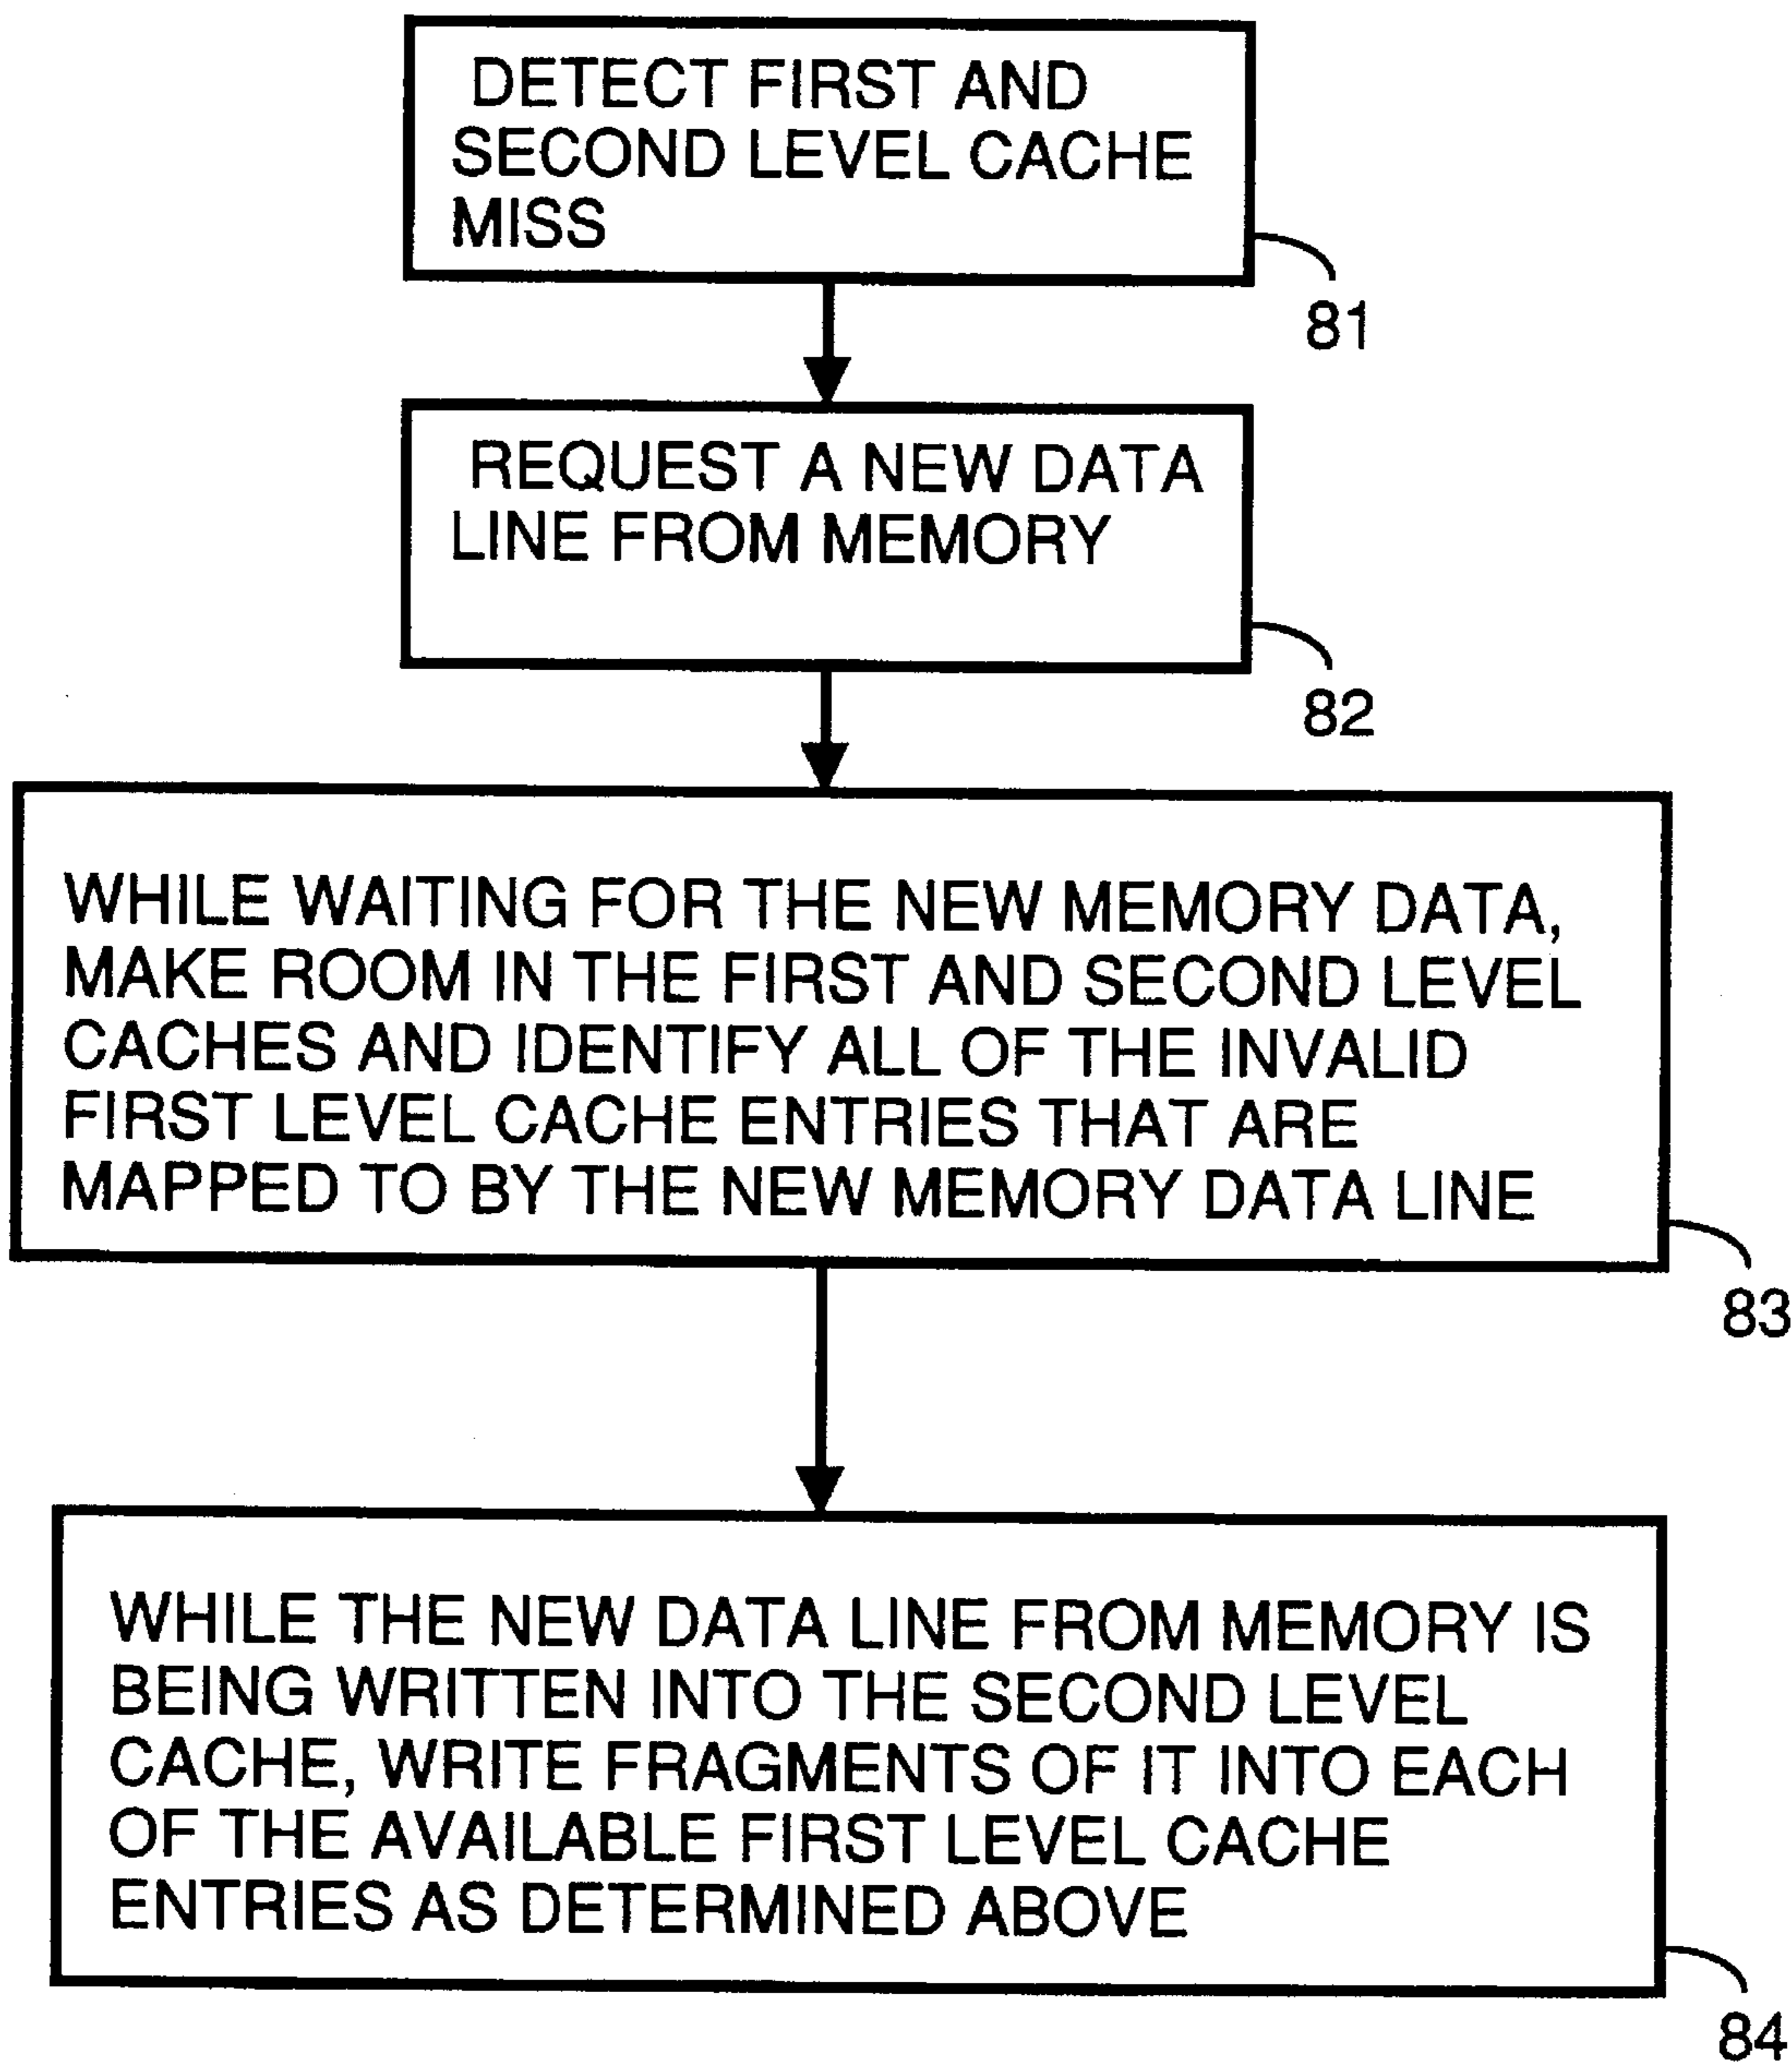 DETECT FIRST AND
SECOND LEVEL CACHE
MISS
81
REQUEST A NEW DATA
LINE FROM MEMORY
82
WHILE WAITING FOR THE NEW MEMORY DATA,
MAKE ROOM IN THE FIRST AND SECOND LEVEL
CACHES AND IDENTIFY ALL OF THE INVALID
FIRST LEVEL CACHE ENTRIES THAT ARE
MAPPED TO BY THE NEW MEMORY DATA LINE
83
WHILE THE NEW DATA LINE FROM MEMORY IS
BEING WRITTEN INTO THE SECOND LEVEL
CACHE, WRITE FRAGMENTS OF IT INTO EACH
OF THE AVAILABLE FIRST LEVEL CACHE
ENTRIES AS DETERMINED ABOVE
84